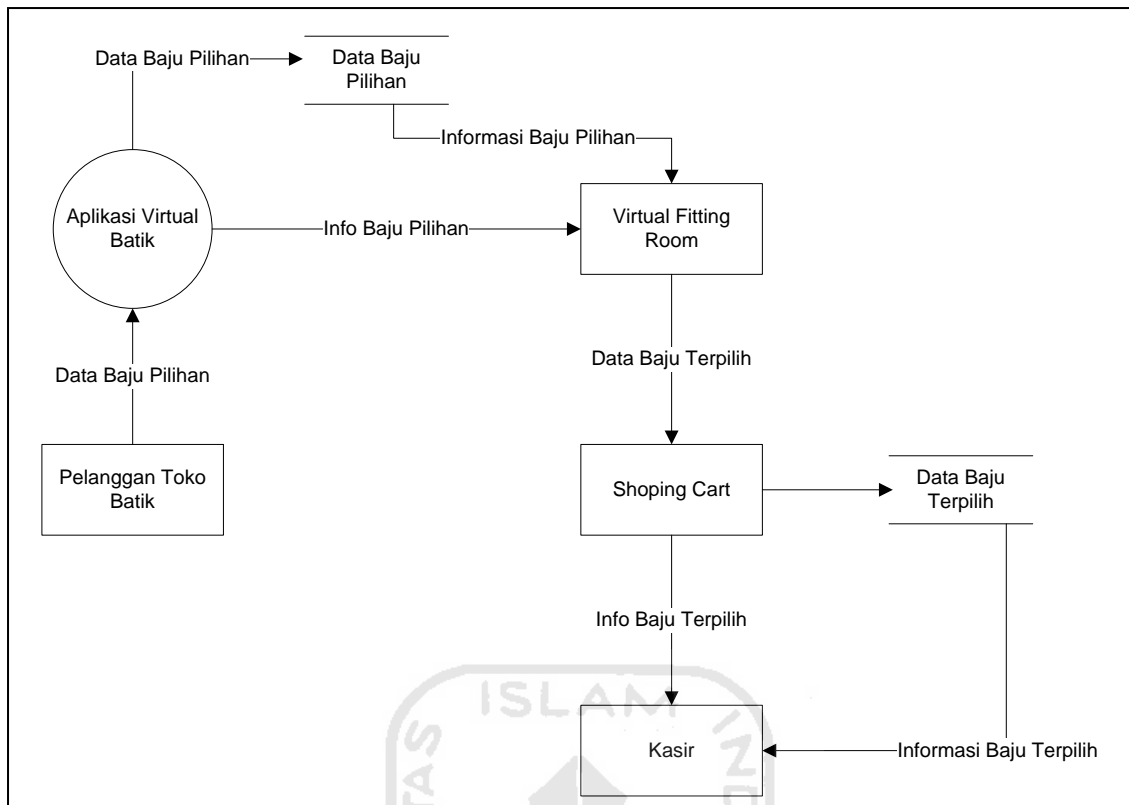 Data Baju Pilihan
Data Baju
Pilihan
Informasi Baju Pilihan
Aplikasi Virtual
Batik
Info Baju Pilihan
Virtual Fitting
Room
Data Baju Pilihan
Data Baju Terpilih
Pelanggan Toko
Batik
Shoping Cart
Data Baju
Terpilih
Info Baju Terpilih
Kasir
Informasi Baju Terpilih
ISLAM
TAS
IND